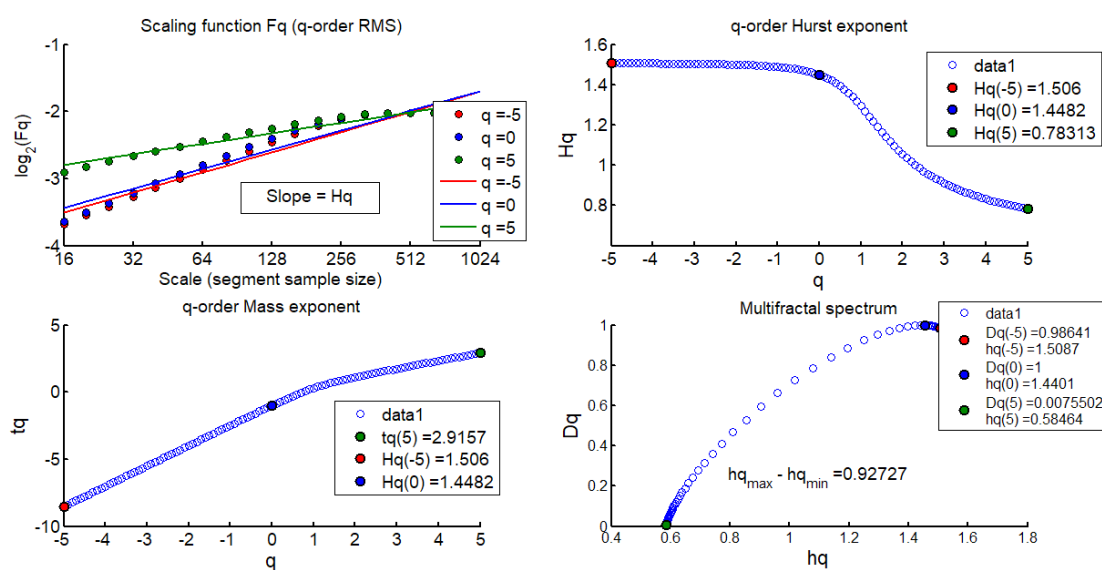 Scaling function Fq (q-order RMS)
-1
-2
-3
-4
log2(Fq)
16 32 64 128 256 512 1024
Scale (segment sample size)
Slope = Hq
q =-5
q =0
q =5
q =-5
q =0
q =5
q-order Hurst exponent
1.6
1.4
1.2
1
0.8
Hq
-5 -4 -3 -2 -1 0 1 2 3 4 5
q
data1
Hq(-5) =1.506
Hq(0) =1.4482
Hq(5) =0.78313
q-order Mass exponent
5
0
-5
-10
tq
-5 -4 -3 -2 -1 0 1 2 3 4 5
q
data1
tq(5) =2.9157
Hq(-5) =1.506
Hq(0) =1.4482
Multifractal spectrum
1
0.8
0.6
0.4
0.2
0
Dq
0.4 0.6 0.8 1 1.2 1.4 1.6 1.8
hq
hqmax - hqmin =0.92727
data1
Dq(-5) =0.98641
hq(-5) =1.5087
Dq(0) =1
hq(0) =1.4401
Dq(5) =0.0075502
hq(5) =0.58464